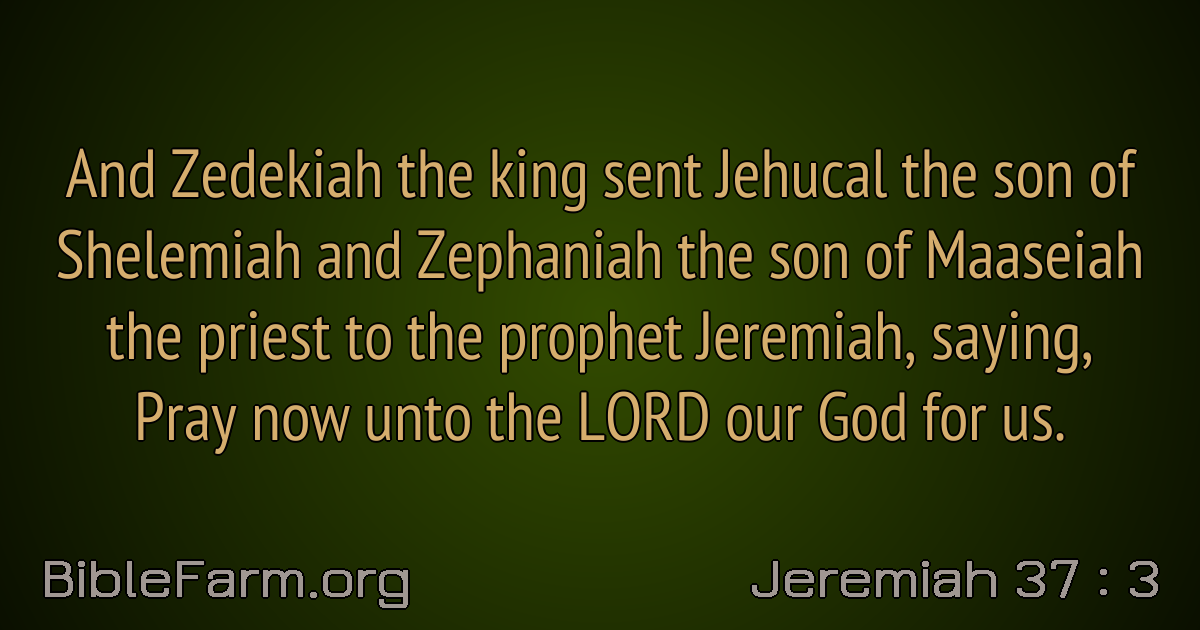 And Zedekiah the king sent Jehucal the son of
Shelemiah and Zephaniah the son of Maaseiah
the priest to the prophet Jeremiah, saying,
Pray now unto the LORD our God for us.
BibleFarm.org
Jeremiah 37 : 3